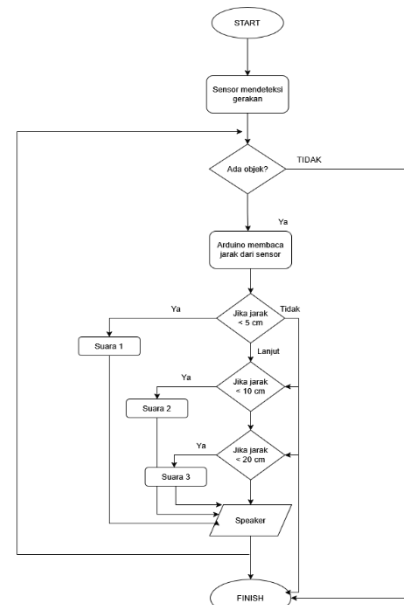 START
Sensor mendeteksi
gerakan
Ada objek?
TIDAK
Ya
Arduino membaca
jarak dari sensor
Ya
Jika jarak
< 5 cm
Tidak
Suara 1
Lanjut
Ya
Jika jarak
< 10 cm
Suara 2
Ya
Jika jarak
< 20 cm
Suara 3
Speaker
FINISH